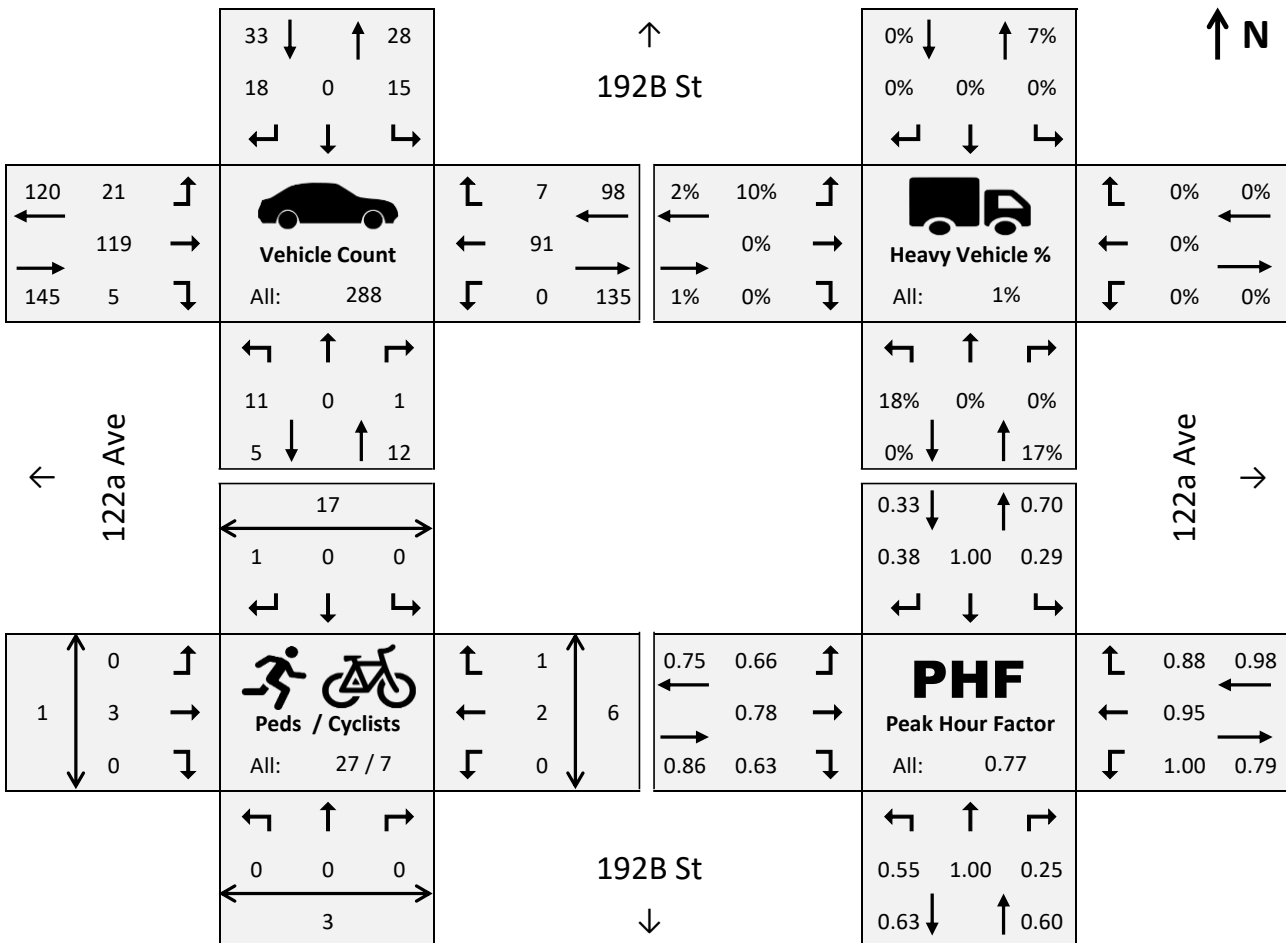 33 28 0% 7% N
192B St
18 0 15 0% 0% 0%
120 21 7 98 2% 10% 0% 0%
119 Vehicle Count 91 0% Heavy Vehicle % 0%
145 5 All: 288 0 135 1% 0% All: 1% 0% 0%
11 0 1 18% 0% 0%
5 12 0% 17%
122a Ave 122a Ave
17 0.33 0.70
1 0 0 0.38 1.00 0.29
0 1 0.75 0.66 PHF 0.88 0.98
1 3 Peds / Cyclists 2 6 0.78 Peak Hour Factor 0.95
0 All: 27 / 7 0 0.86 0.63 All: 0.77 1.00 0.79
0 0 0 192B St 0.55 1.00 0.25
3 0.63 0.60